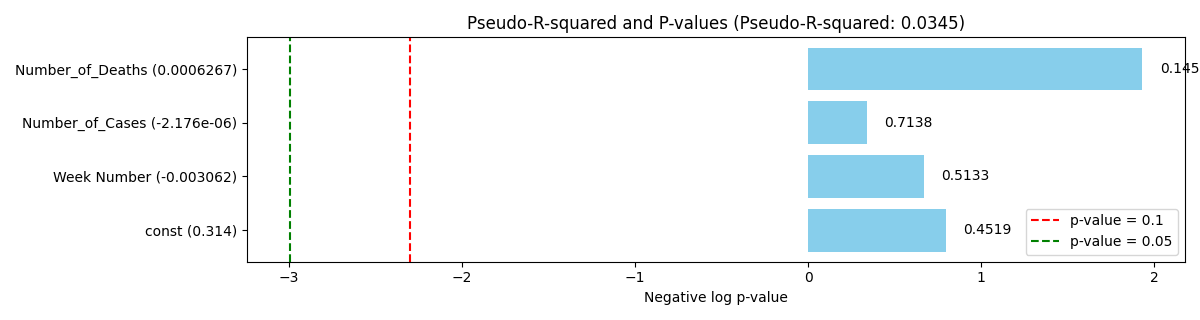 Pseudo-R-squared and P-values (Pseudo-R-squared: 0.0345)
Number_of_Deaths (0.0006267)
0.145
Number_of_Cases (-2.176e-06)
0.7138
Week Number (-0.003062)
0.5133
const (0.314)
0.4519
p-value = 0.1
p-value = 0.05
−3 −2 −1 0 1 2
Negative log p-value